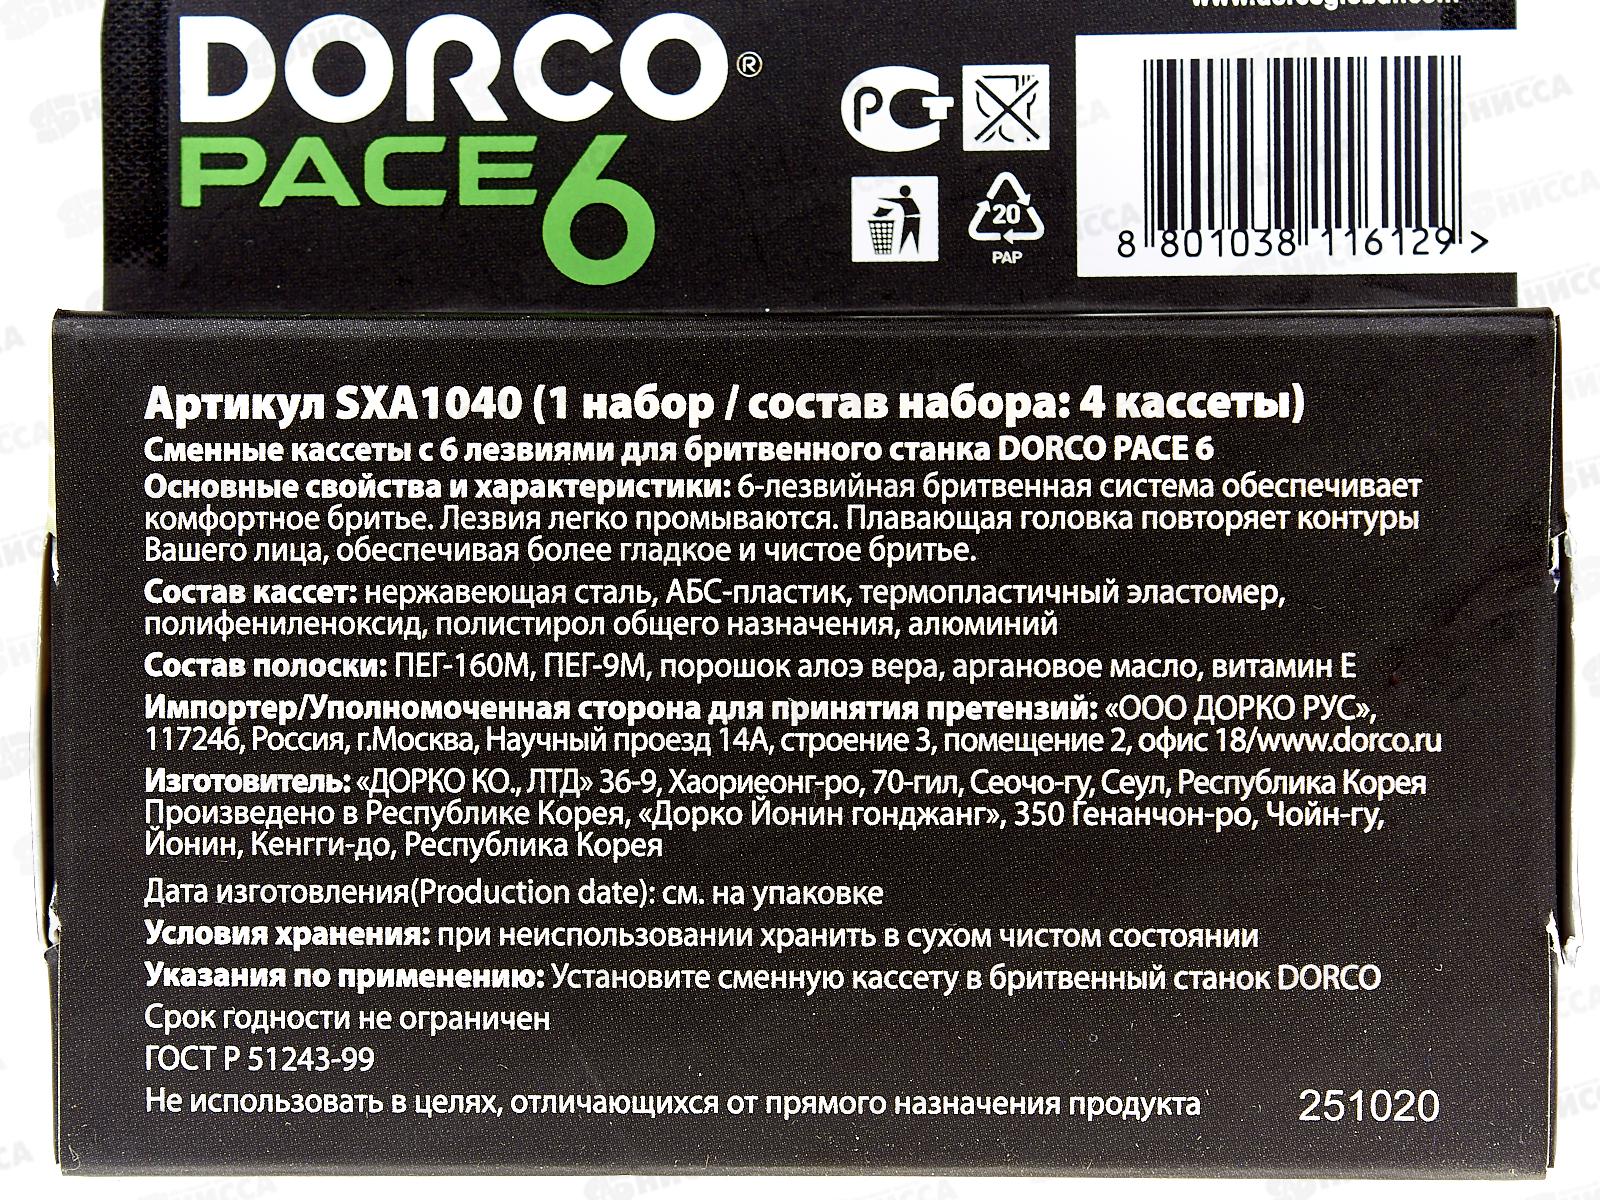 www.dorcoglobal.com
DORCO®
PACE 6
РСТ
20
PAP
8 801038 116129 >
Артикул SXA1040 (1 набор / состав набора: 4 кассеты)
Сменные кассеты с 6 лезвиями для бритвенного станка DORCO PACE 6
Основные свойства и характеристики: 6-лезвийная бритвенная система обеспечивает
комфортное бритье. Лезвия легко промываются. Плавающая головка повторяет контуры
Вашего лица, обеспечивая более гладкое и чистое бритье.
Состав кассет: нержавеющая сталь, АБС-пластик, термопластичный эластомер,
полифениленоксид, полистирол общего назначения, алюминий
Состав полоски: ПЕГ-160М, ПЕГ-9М, порошок алоэ вера, аргановое масло, витамин Е
Импортер/Уполномоченная сторона для принятия претензий: «ООО ДОРКО РУС»,
117246, Россия, г.Москва, Научный проезд 14А, строение 3, помещение 2, офис 18/www.dorco.ru
Изготовитель: «ДОРКО КО., ЛТД» 36-9, Хаориеонг-ро, 70-гил, Сеочо-гу, Сеул, Республика Корея
Произведено в Республике Корея, «Дорко Йонин гонджанг», 350 Генанчон-ро, Чойн-гу,
Йонин, Кенгги-до, Республика Корея
Дата изготовления(Production date): см. на упаковке
Условия хранения: при неиспользовании хранить в сухом чистом состоянии
Указания по применению: Установите сменную кассету в бритвенный станок DORCO
Срок годности не ограничен
ГОСТ Р 51243-99
Не использовать в целях, отличающихся от прямого назначения продукта
251020
НИССА